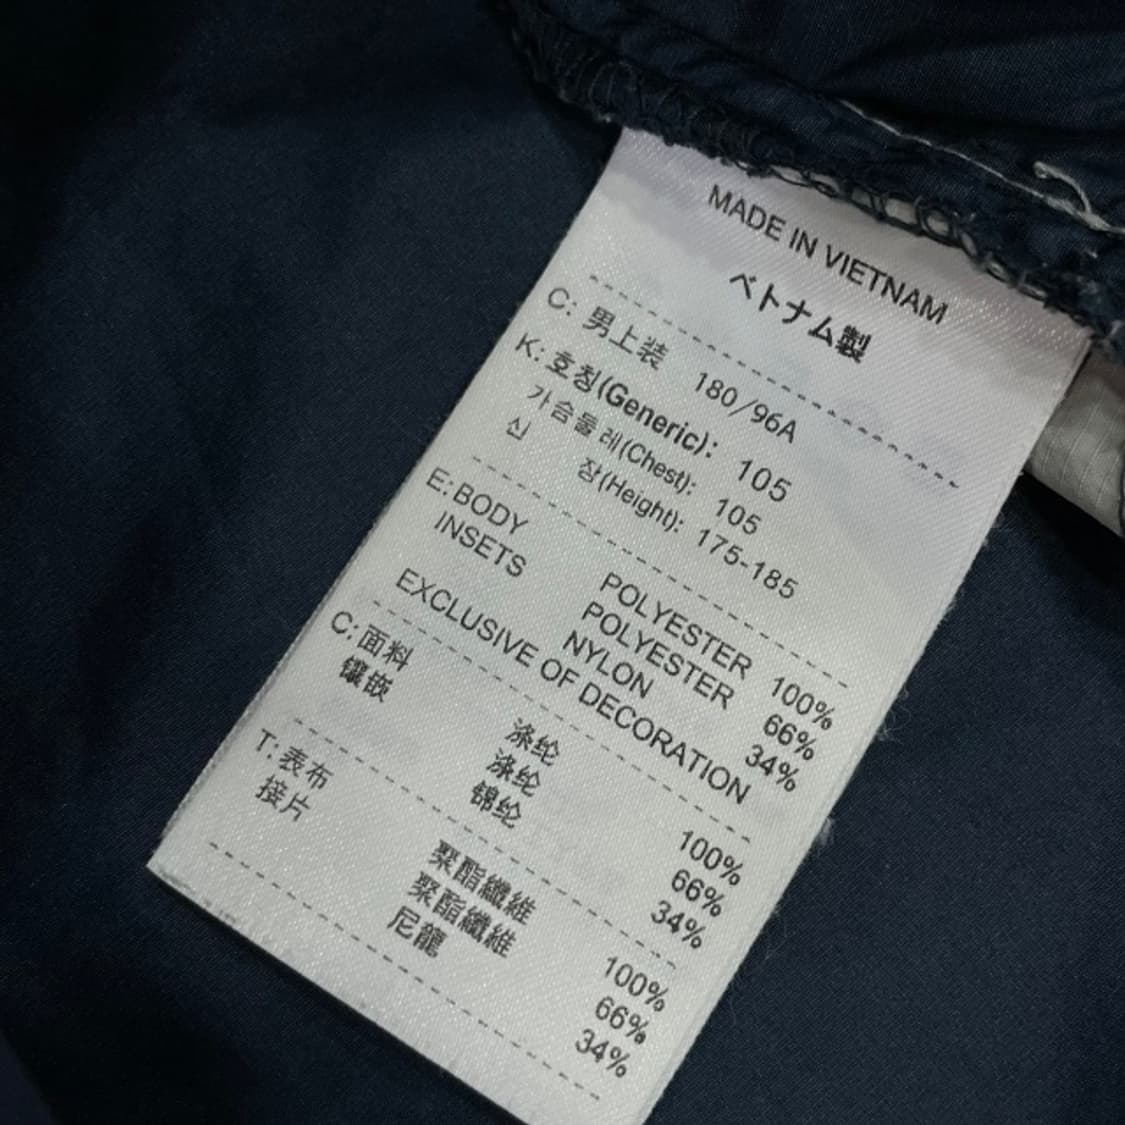 MADE IN VIETNAM
ベトナム製
C: 男上装 180/96A
K: 호칭(Generic): 105
가슴둘레(Chest): 105
신 장(Height): 175-185
E: BODY POLYESTER 100%
INSETS POLYESTER 66%
NYLON 34%
EXCLUSIVE OF DECORATION
C: 面料 涤纶 100%
镶嵌 涤纶 66%
锦纶 34%
T: 表布 聚酯纖維 100%
接片 聚酯纖維 66%
尼龍 34%